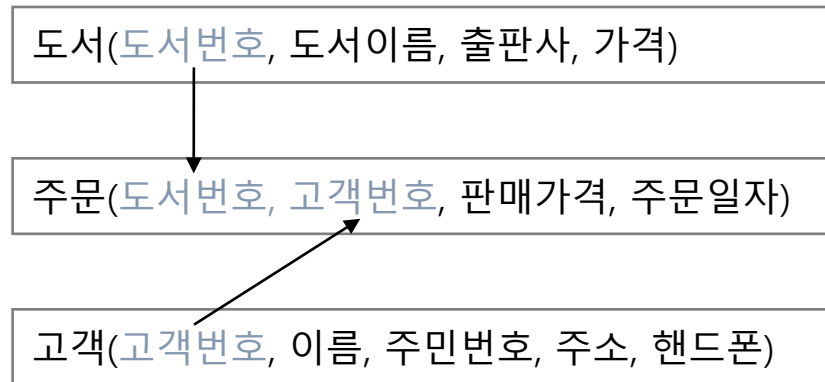 도서(도서번호, 도서이름, 출판사, 가격)
주문(도서번호, 고객번호, 판매가격, 주문일자)
고객(고객번호, 이름, 주민번호, 주소, 핸드폰)